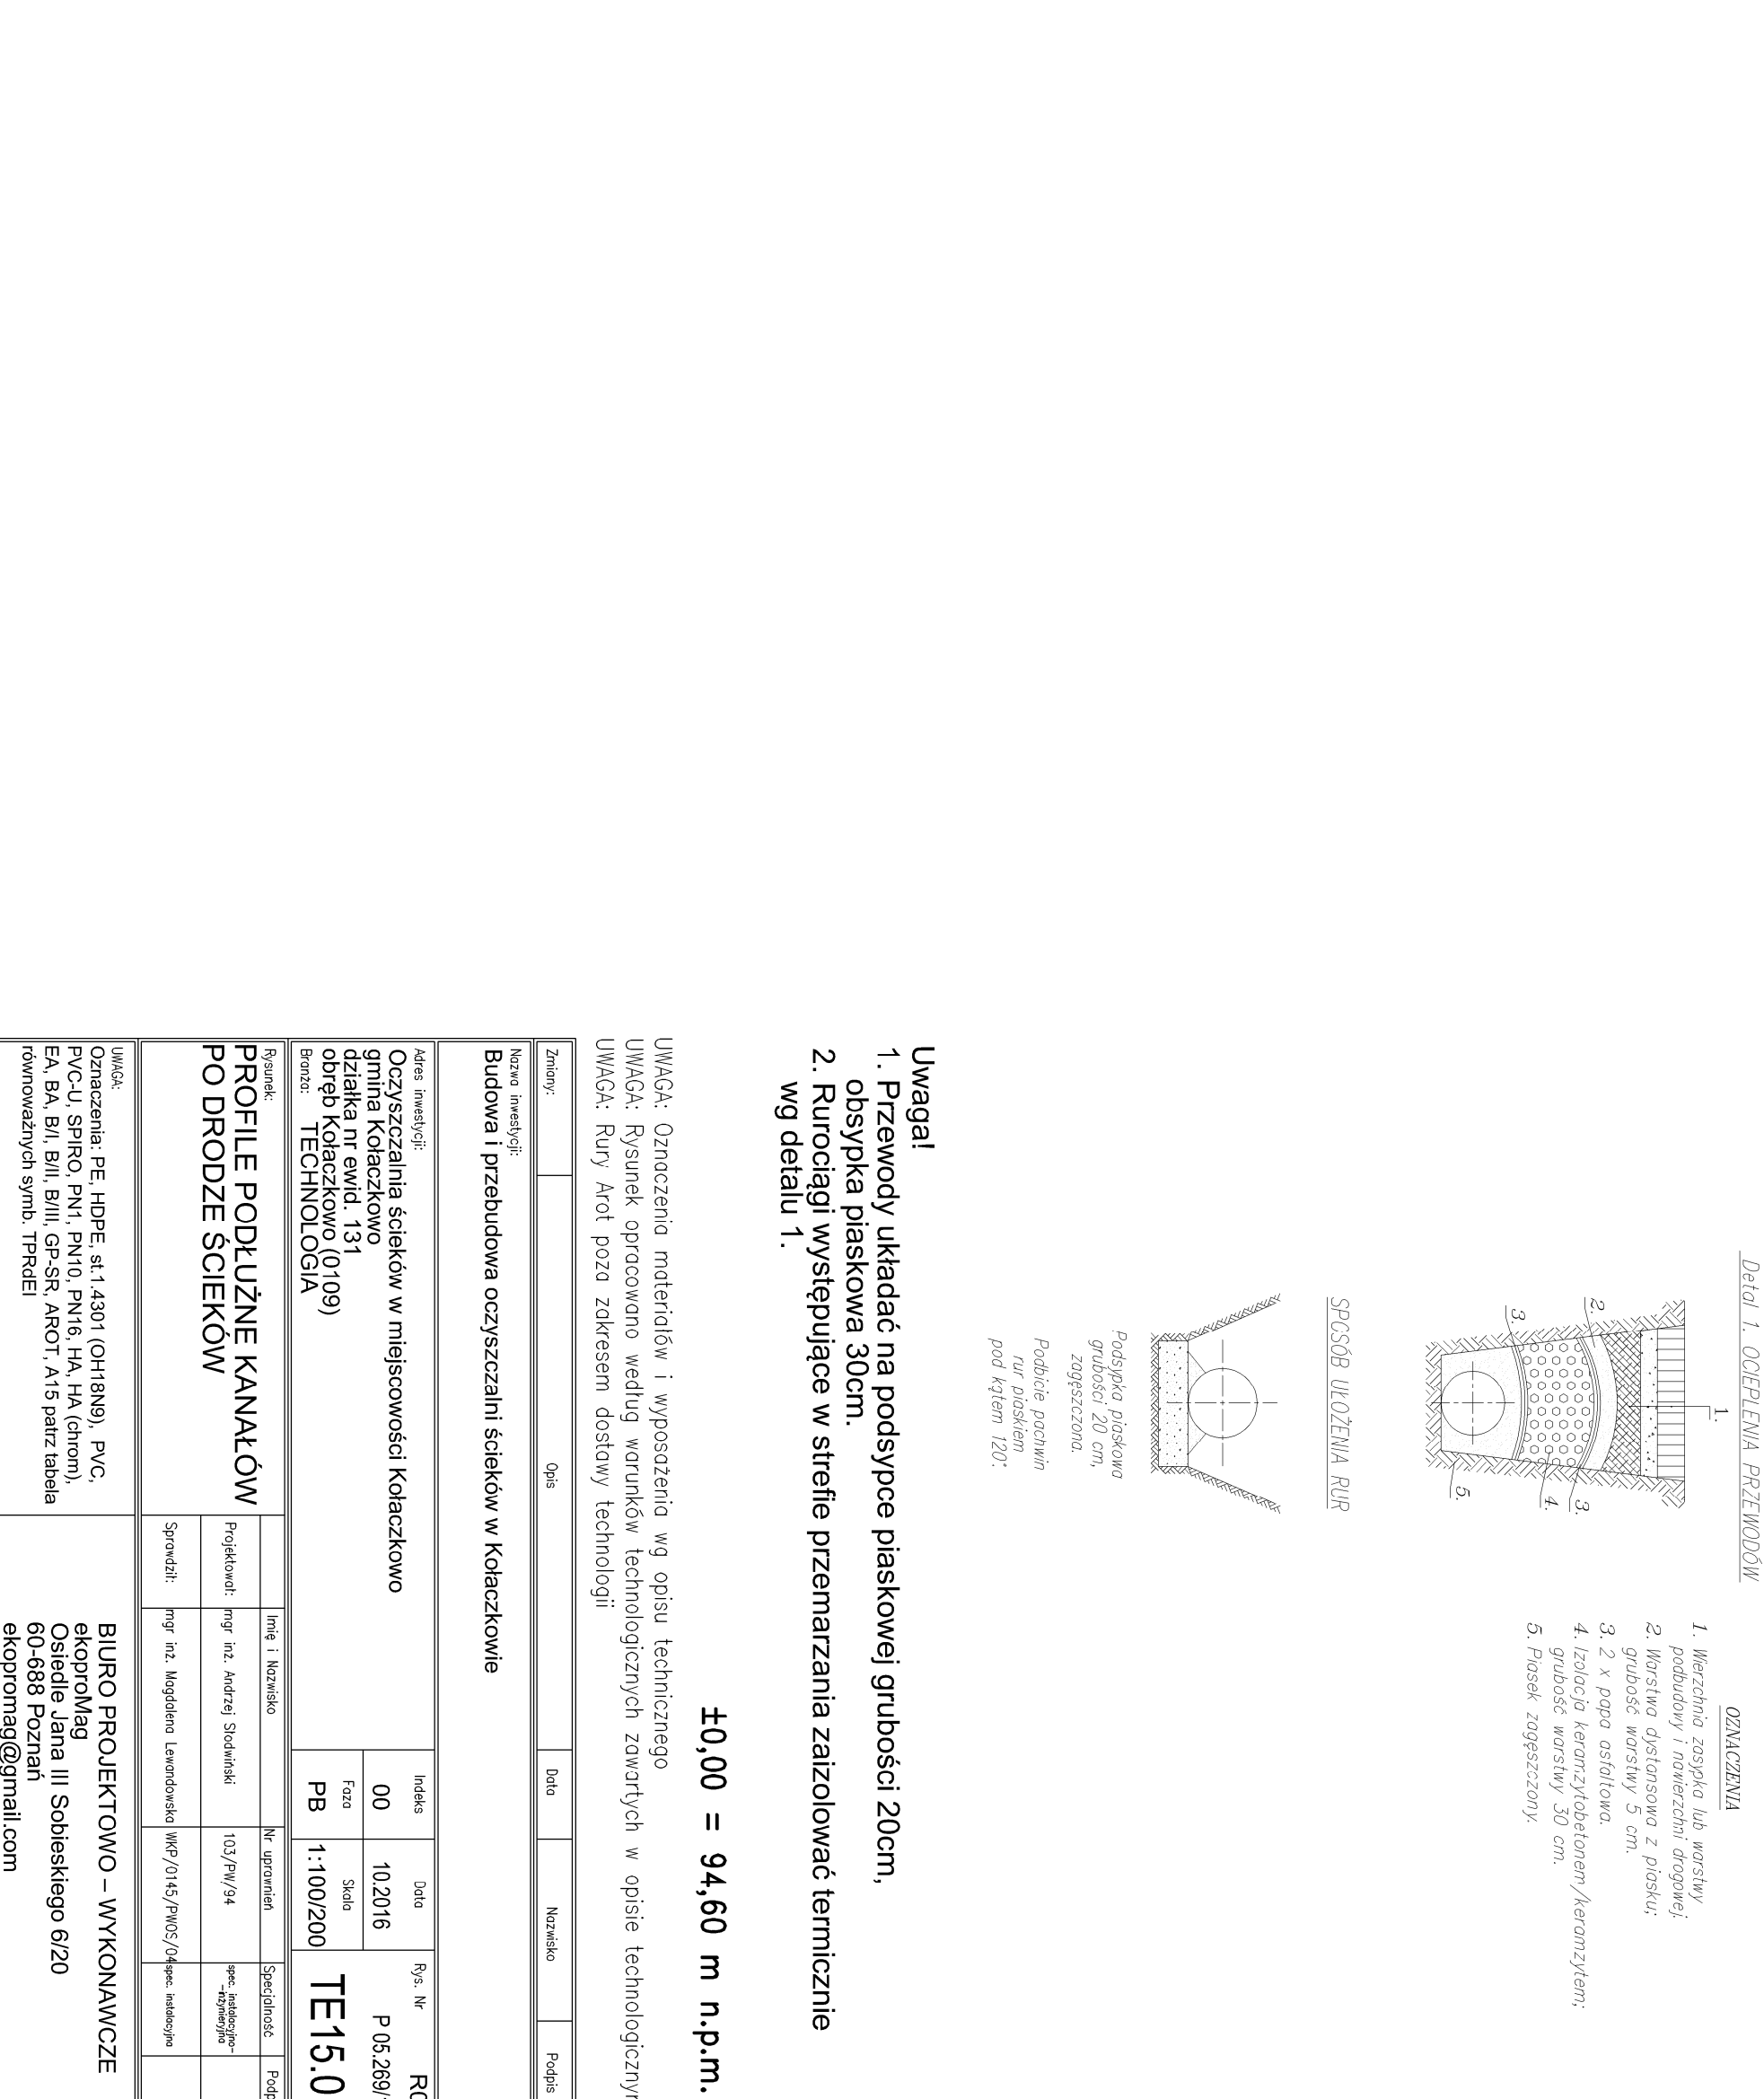 Detal 1. OCIEPLENIA PRZEWODÓW
1.
2.
3.
3.
4.
5.
OZNACZENIA
1. Wierzchnia zasypka lub warstwy
podbudowy i nawierzchni drogowej.
2. Warstwa dystansowa z piasku;
grubość warstwy 5 cm.
3. 2 x papa asfaltowa.
4. Izolacja keramzytobetonem/keramzytem;
grubość warstwy 30 cm.
5. Piasek zagęszczony.
SPOSÓB UŁOŻENIA RUR
Podsypka piaskowa
grubości 20 cm,
zagęszczona.
Podbicie pachwin
rur piaskiem
pod kątem 120°
Uwaga!
1. Przewody układać na podsypce piaskowej grubości 20cm,
obsypka piaskowa 30cm.
2. Rurociągi występujące w strefie przemarzania zaizolować termicznie
wg detalu 1.
±0,00 = 94,60 m n.p.m.
UWAGA: Oznaczenia materiałów i wyposażenia wg opisu technicznego
UWAGA: Rysunek opracowano według warunków technologicznych zawartych w opisie technologicznym
UWAGA: Rury Arot poza zakresem dostawy technologii
Zmiany: Opis Data Nazwisko Podpis
Nazwa inwestycji:
Budowa i przebudowa oczyszczalni ścieków w Kołaczkowie
Adres inwestycji:
Oczyszczalnia ścieków w miejscowości Kołaczkowo
gmina Kołaczkowo
działka nr ewid. 131
obręb Kołaczkowo (0109)
Branża: TECHNOLOGIA
Indeks Data Rys. Nr
00 10.2016 P 05.269/
Faza Skala
PB 1:100/200 TE15.0
Rysunek:
PROFILE PODŁUŻNE KANAŁÓW
PO DRODZE ŚCIEKÓW
Imię i Nazwisko Nr uprawnień Specjalność Podp
Projektował: mgr inż. Andrzej Słodwiński 103/PW/94 spec. instalacyjno-
-inżynieryjna
Sprawdził: mgr inż. Magdalena Lewandowska WKP/0145/PWOS/04 spec. instalacyjna
UWAGA:
Oznaczenia: PE, HDPE, st.1.4301 (OH18N9), PVC,
PVC-U, SPIRO, PN1, PN10, PN16, HA, HA (chrom),
EA, BA, B/I, B/II, B/III, GP-SR, AROT, A15 patrz tabela
równoważnych symb. TPRdEI
BIURO PROJEKTOWO – WYKONAWCZE
ekoproMag
Osiedle Jana III Sobieskiego 6/20
60-688 Poznań
ekopromag@gmail.com